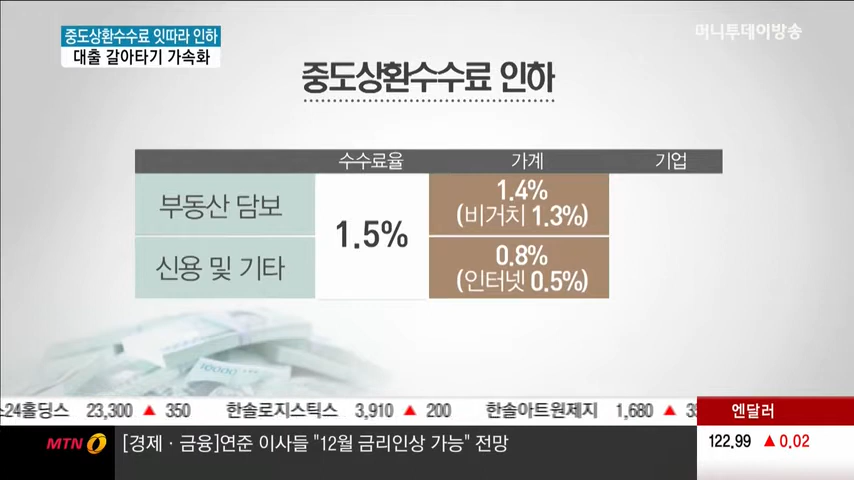 중도상환수수료 잇따라 인하
대출 갈아타기 가속화
머니투데이방송
중도상환수수료 인하
수수료율 가계 기업
부동산 담보 1.5% 1.4%
(비거치 1.3%)
신용 및 기타 0.8%
(인터넷 0.5%)
10000
스24홀딩스 23,300 ▲ 350 한솔로지스틱스 3,910 ▲ 200 한솔아트원제지 1,680 ▲
엔달러
MTN [경제·금융]연준 이사들 "12월 금리인상 가능" 전망 122.99 ▲0.02